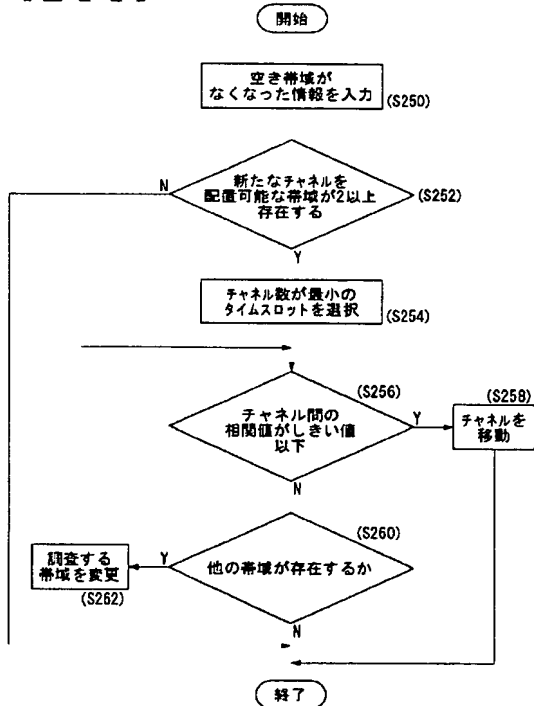 開始
空き帯域が
なくなった情報を入力
(S250)
新たなチャネルを
配置可能な帯域が2以上
存在する
(S252)
N
Y
チャネル数が最小の
タイムスロットを選択
(S254)
チャネル間の
相関値がしきい値
以下
(S256)
Y
N
(S258)
チャネルを
移動
他の帯域が存在するか
(S260)
Y
N
調査する
帯域を変更
(S262)
終了